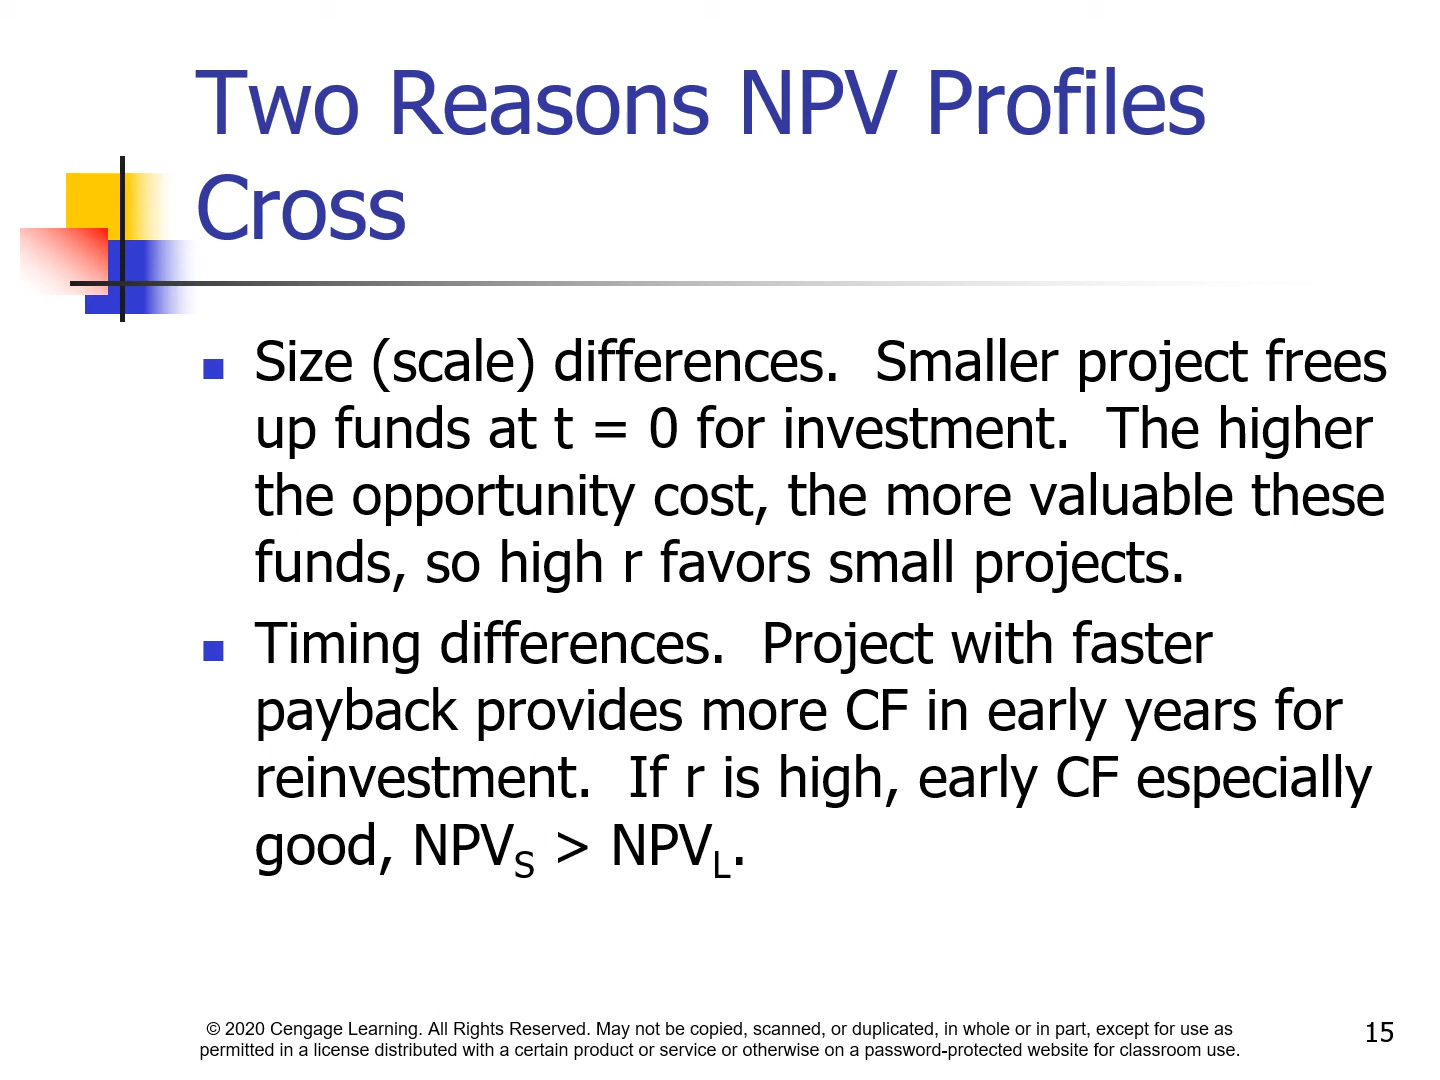 Two Reasons NPV Profiles
Cross
Size (scale) differences.  Smaller project frees
up funds at t = 0 for investment.  The higher
the opportunity cost, the more valuable these
funds, so high r favors small projects.
Timing differences.  Project with faster
payback provides more CF in early years for
reinvestment.  If r is high, early CF especially
good, NPVS > NPVL.
© 2020 Cengage Learning. All Rights Reserved. May not be copied, scanned, or duplicated, in whole or in part, except for use as
permitted in a license distributed with a certain product or service or otherwise on a password-protected website for classroom use.
15